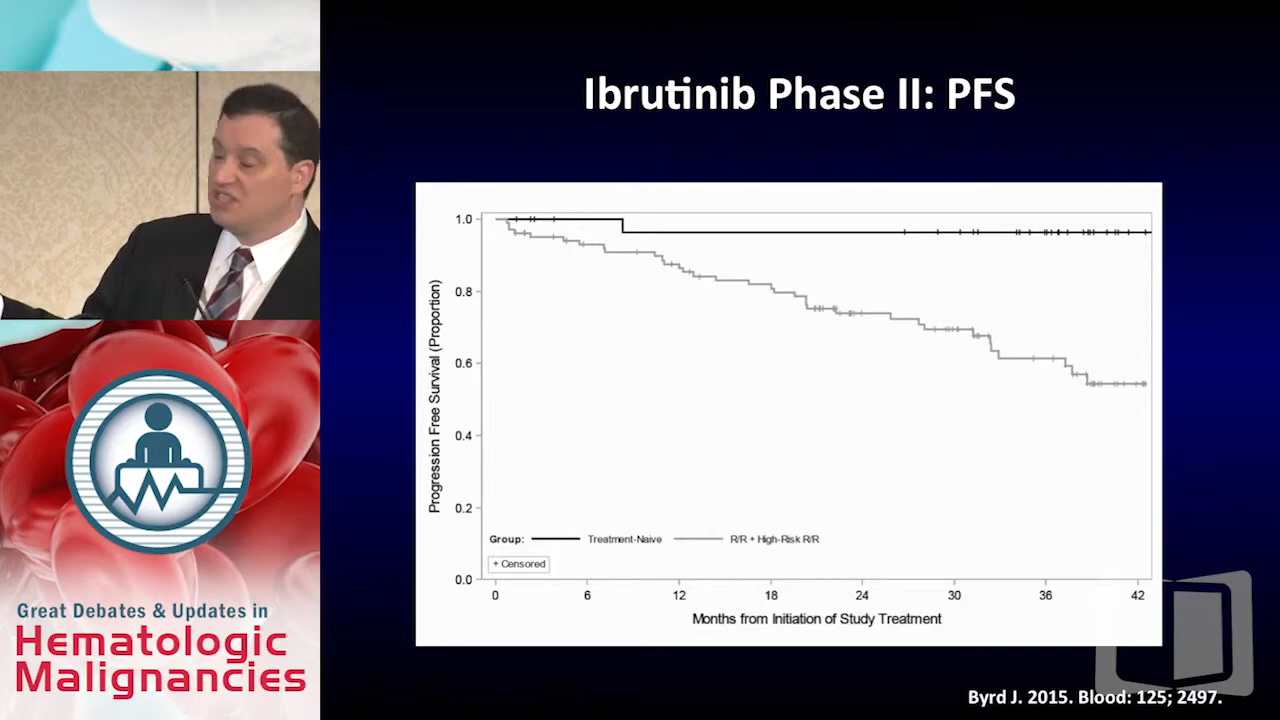 Ibrutinib Phase II: PFS
1.0
0.8
0.6
0.4
0.2
0.0
Progression Free Survival (Proportion)
Group: Treatment-Naive R/R + High-Risk R/R
+ Censored
0 6 12 18 24 30 36 42
Months from Initiation of Study Treatment
Byrd J. 2015. Blood: 125; 2497.
Great Debates & Updates in
Hematologic
Malignancies